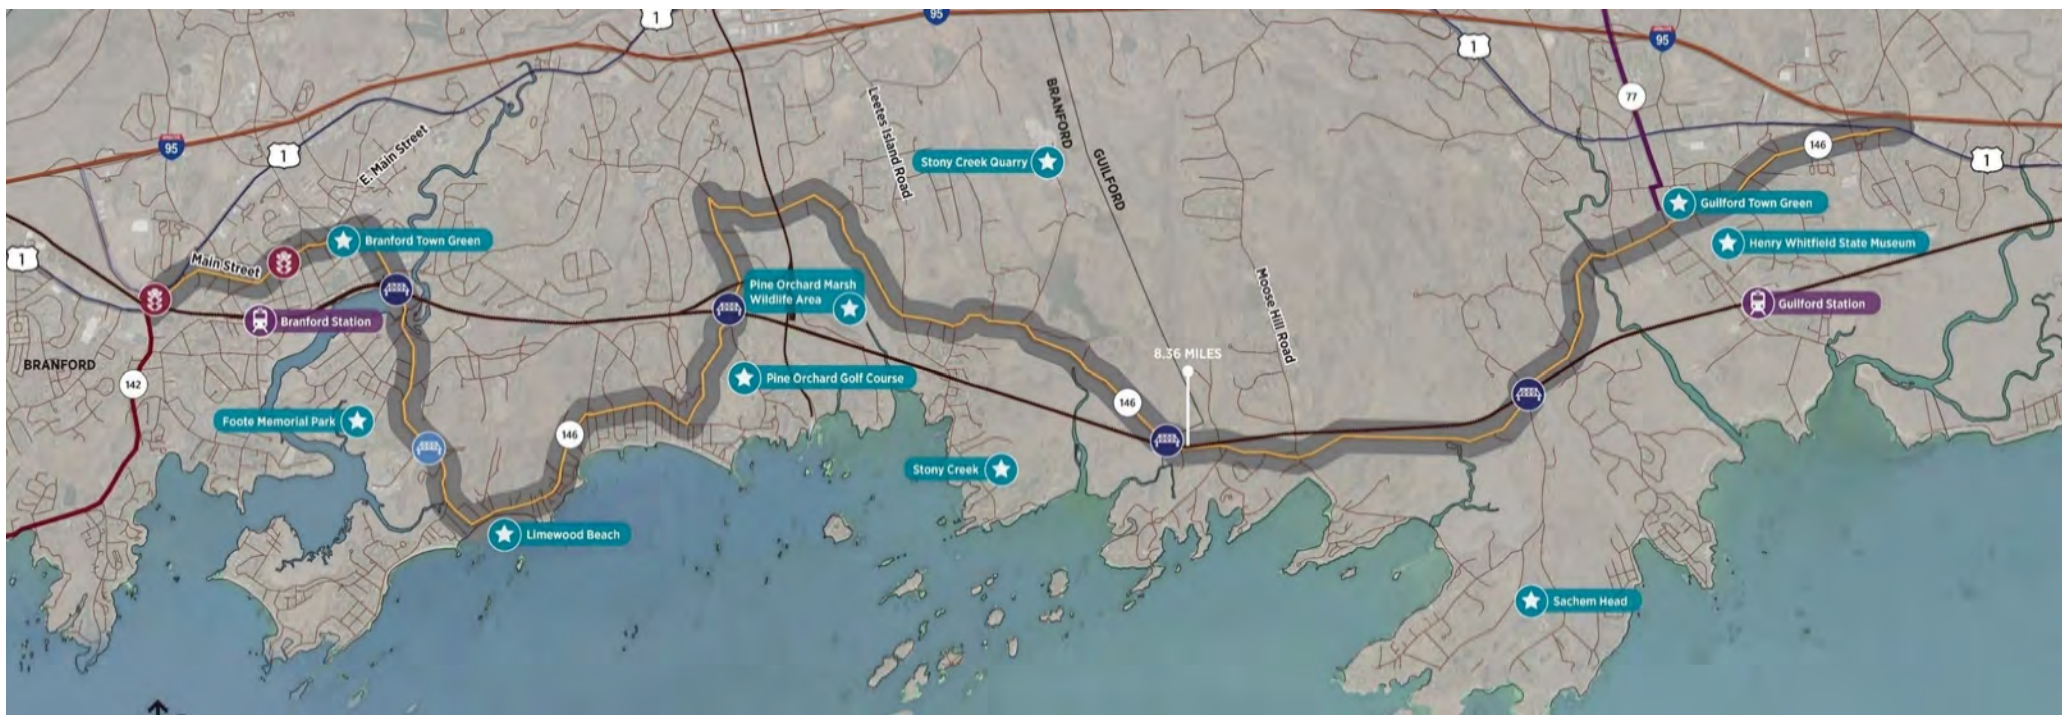 1
95
1
95
77
146
1
Leetes Island Road
BRANFORD
GUILFORD
Stony Creek Quarry
95
1
E. Main Street
Guilford Town Green
Branford Town Green
Henry Whitfield State Museum
1
Main Street
Pine Orchard Marsh
Wildlife Area
Moose Hill Road
Branford Station
Guilford Station
BRANFORD
142
8.36 MILES
Pine Orchard Golf Course
146
Foote Memorial Park
146
Stony Creek
Limewood Beach
Sachem Head